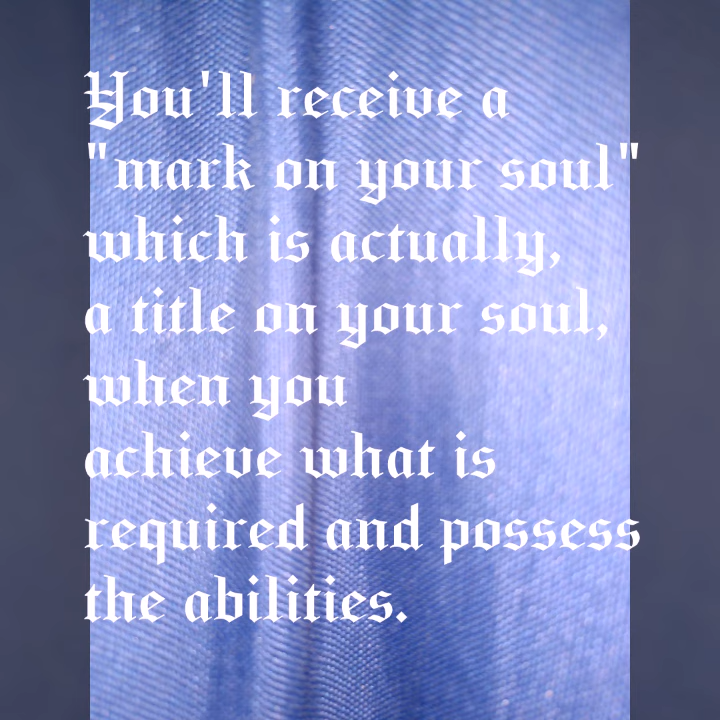 You'll receive a
"mark on your soul"
which is actually,
a title on your soul,
when you
achieve what is
required and possess
the abilities.